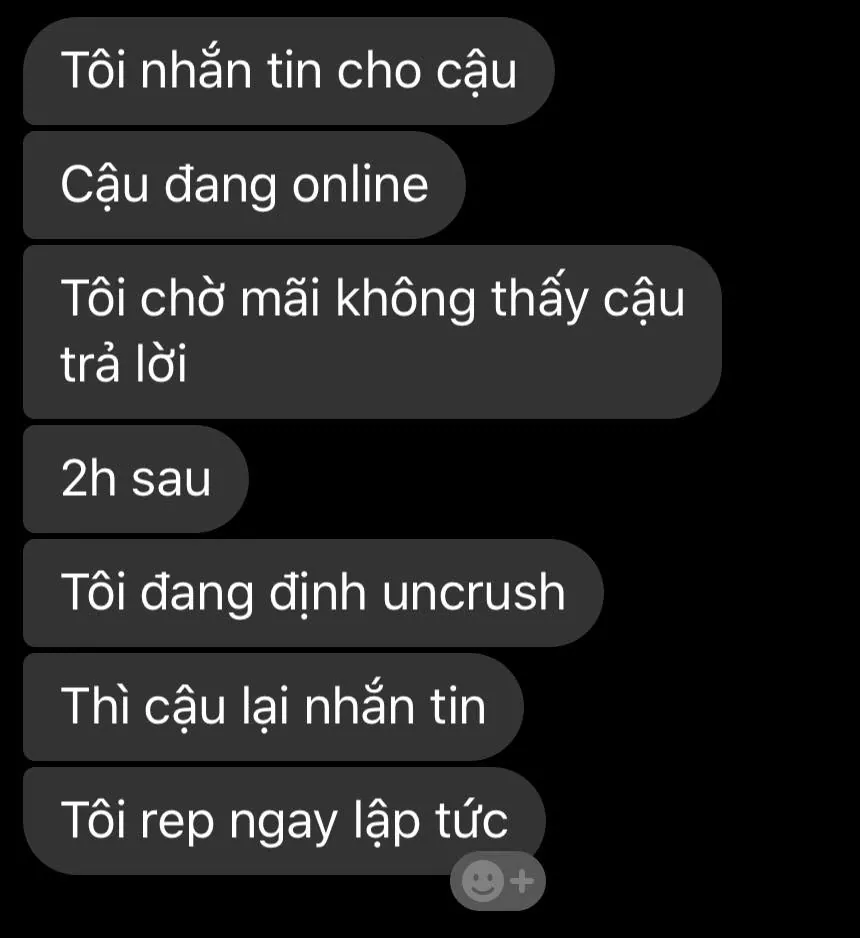 Tôi nhắn tin cho cậu
Cậu đang online
Tôi chờ mãi không thấy cậu
trả lời
2h sau
Tôi đang định uncrush
Thì cậu lại nhắn tin
Tôi rep ngay lập tức